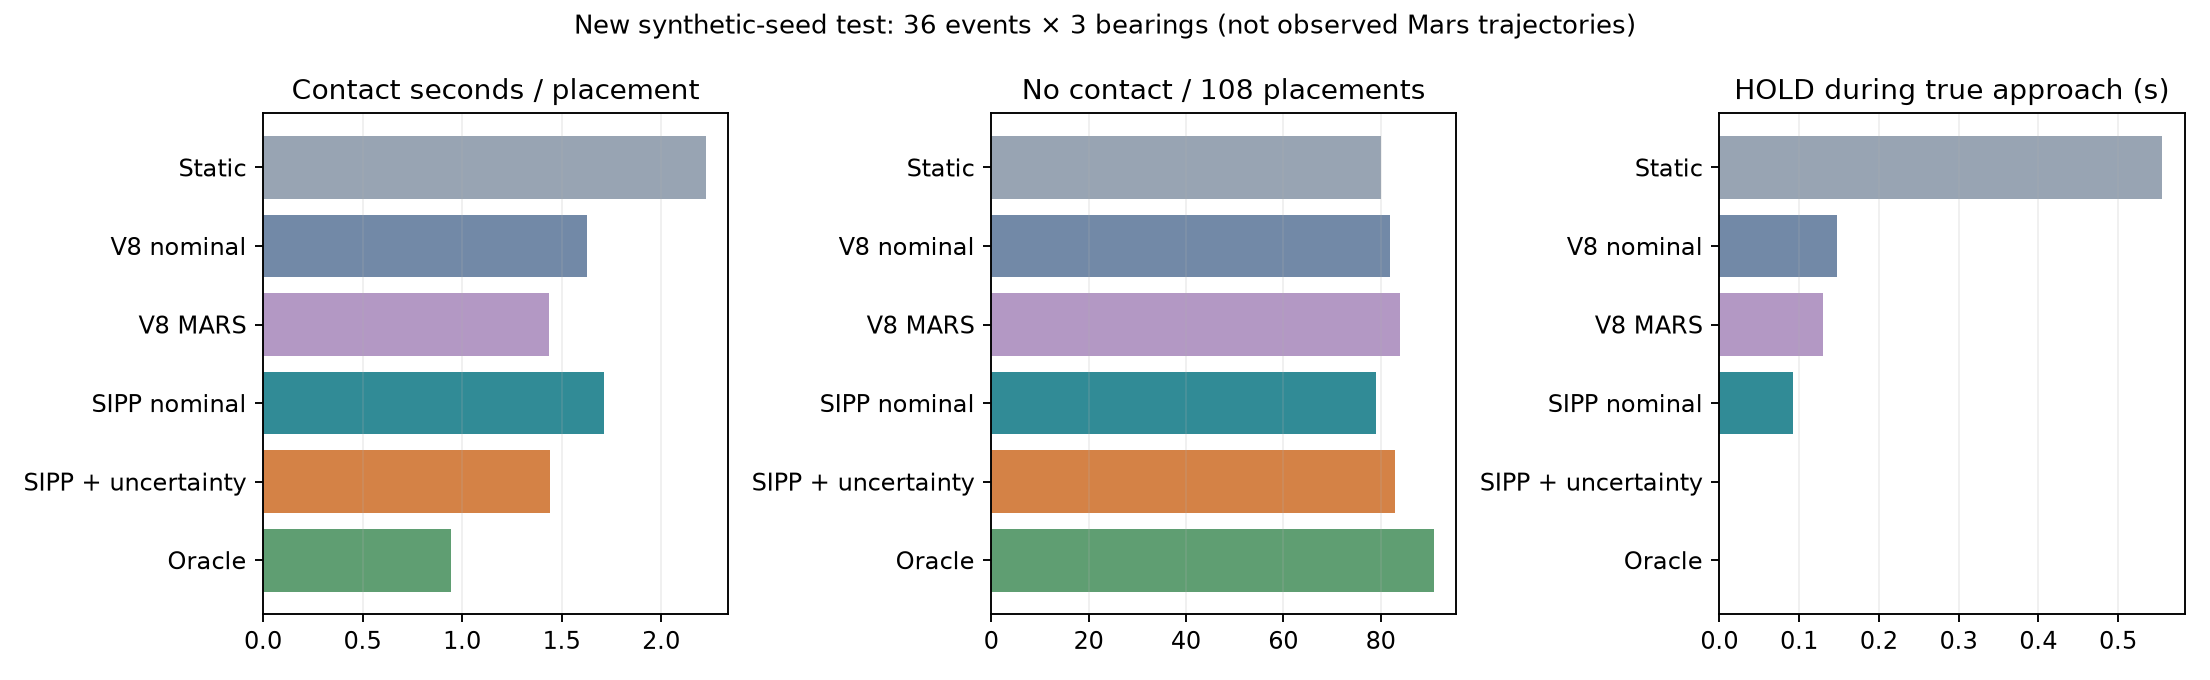 New synthetic-seed test: 36 events × 3 bearings (not observed Mars trajectories)
Contact seconds / placement
Static
V8 nominal
V8 MARS
SIPP nominal
SIPP + uncertainty
Oracle
0.0 0.5 1.0 1.5 2.0
No contact / 108 placements
Static
V8 nominal
V8 MARS
SIPP nominal
SIPP + uncertainty
Oracle
0 20 40 60 80
HOLD during true approach (s)
Static
V8 nominal
V8 MARS
SIPP nominal
SIPP + uncertainty
Oracle
0.0 0.1 0.2 0.3 0.4 0.5